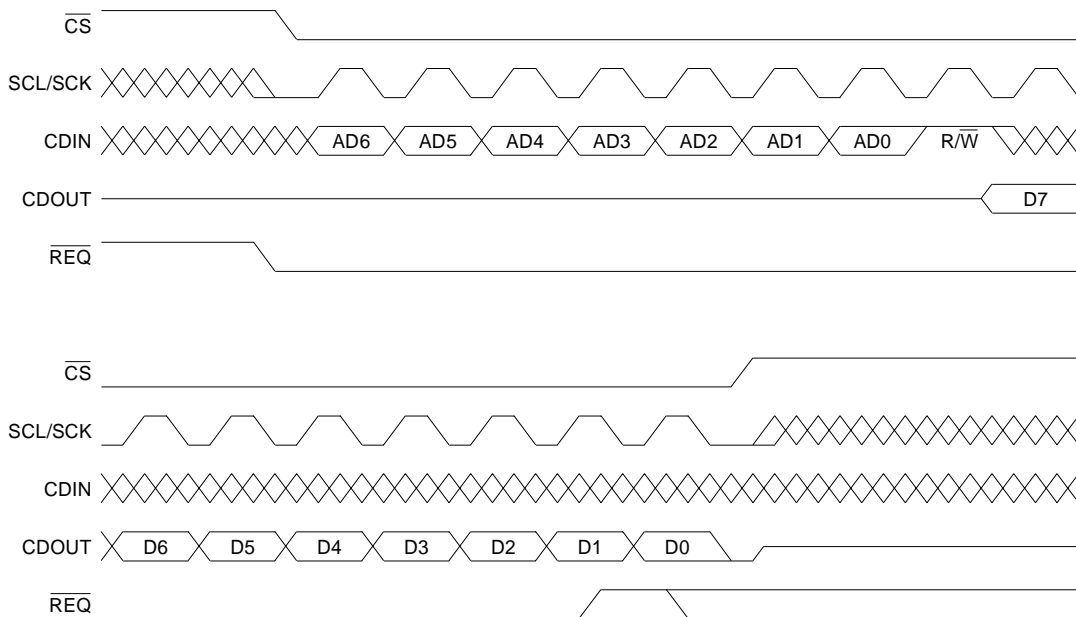 CS
SCL/SCK
CDIN AD6 AD5 AD4 AD3 AD2 AD1 AD0 R/W
CDOUT D7
REQ
CS
SCL/SCK
CDIN
CDOUT D6 D5 D4 D3 D2 D1 D0
REQ